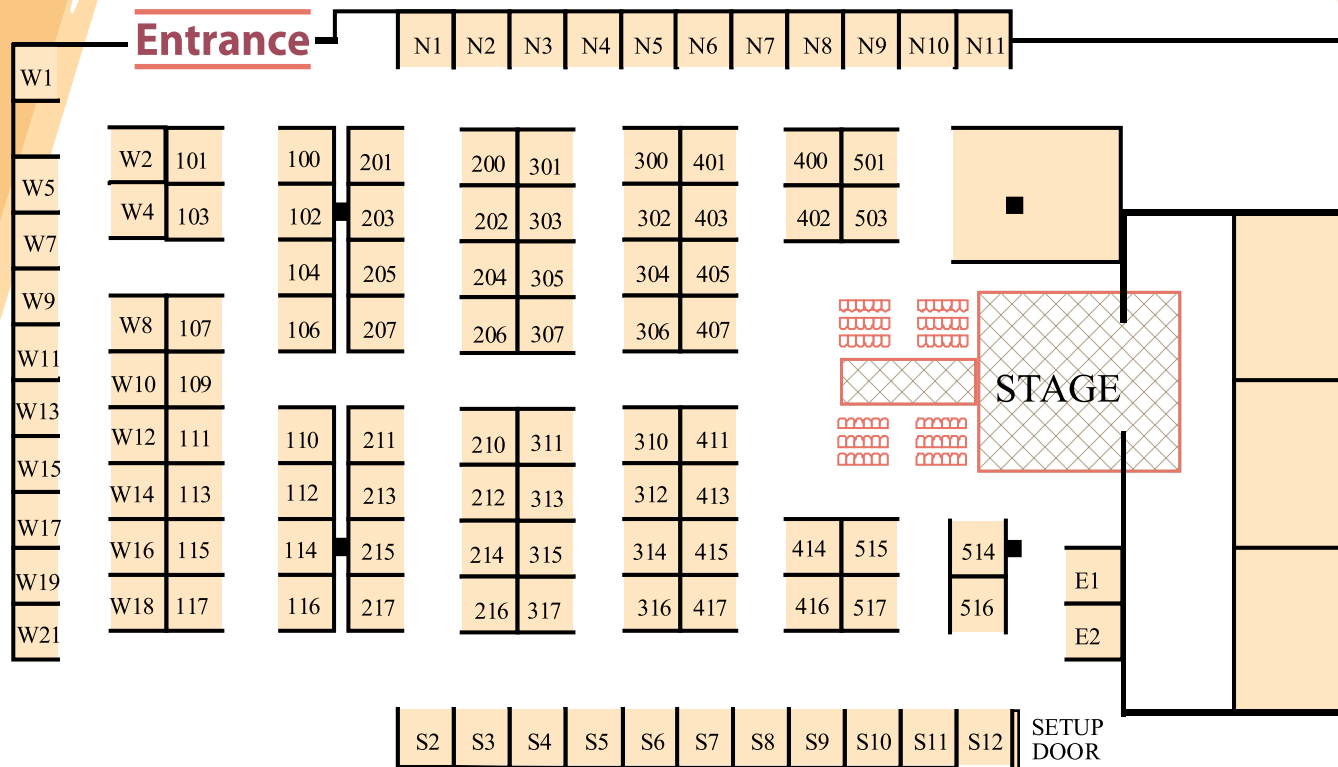 Entrance
N1 N2 N3 N4 N5 N6 N7 N8 N9 N10 N11
W1
W2 101 100 201 200 301 300 401 400 501
W5
W4 103 102 203 202 303 302 403 402 503
W7
104 205 204 305 304 405
W9
W8 107 106 207 206 307 306 407
W11
W10 109 STAGE
W13
W12 111 110 211 210 311 310 411
W15
W14 113 112 213 212 313 312 413
W17
W16 115 114 215 214 315 314 415 414 515 514
W19 E1
W18 117 116 217 216 317 316 417 416 517 516
W21 E2
S2 S3 S4 S5 S6 S7 S8 S9 S10 S11 S12
SETUP
DOOR